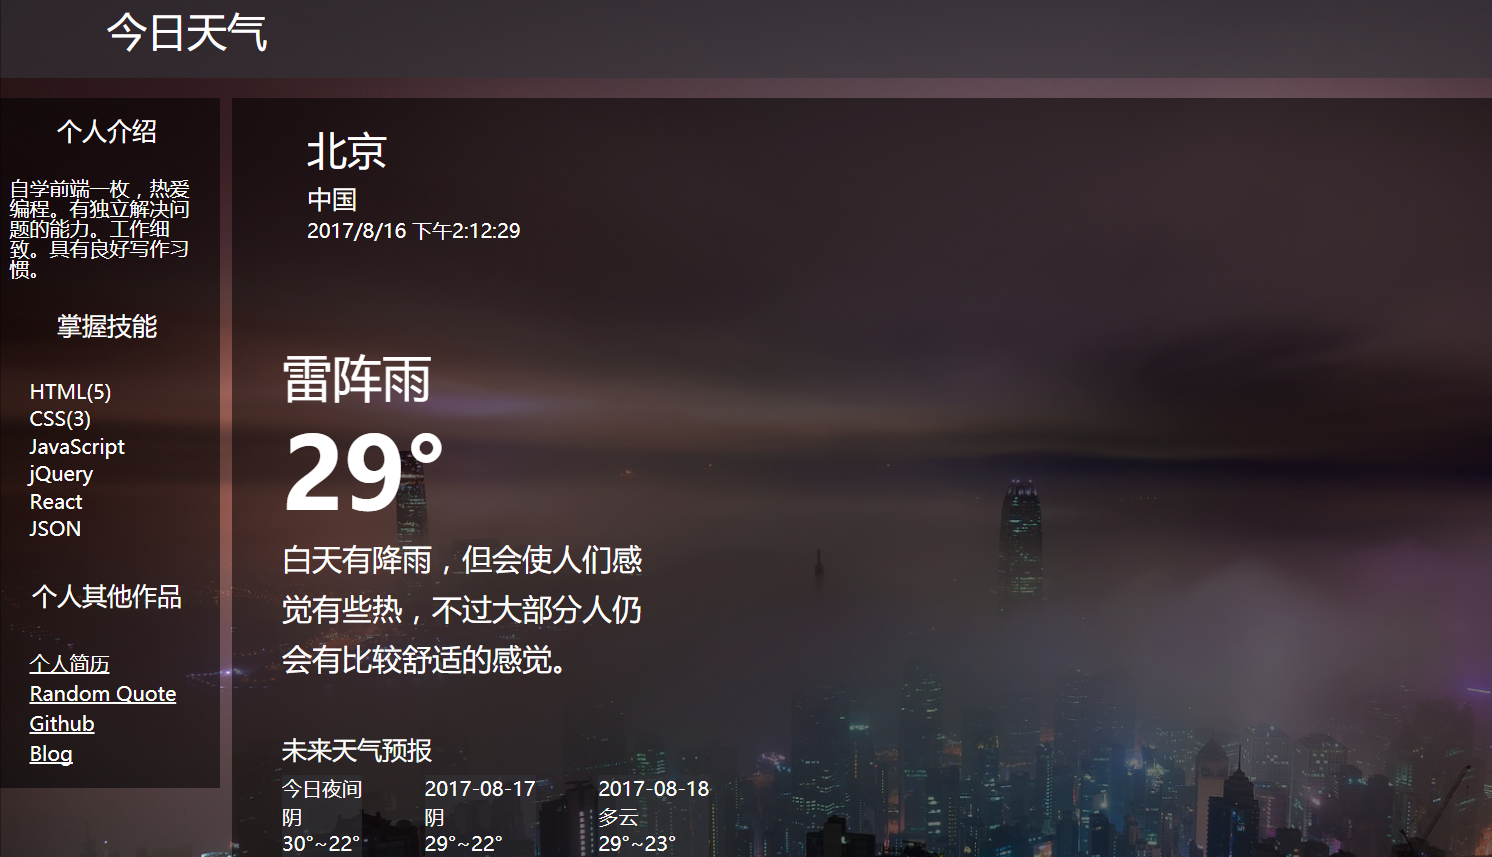 今日天气
个人介绍
自学前端一枚，热爱
编程。有独立解决问
题的能力。工作细
致。具有良好写作习
惯。
掌握技能
HTML(5)
CSS(3)
JavaScript
jQuery
React
JSON
个人其他作品
个人简历
Random Quote
Github
Blog
北京
中国
2017/8/16 下午2:12:29
雷阵雨
29°
白天有降雨，但会使人们感
觉有些热，不过大部分人仍
会有比较舒适的感觉。
未来天气预报
今日夜间 2017-08-17 2017-08-18
阴 阴 多云
30°~22° 29°~22° 29°~23°